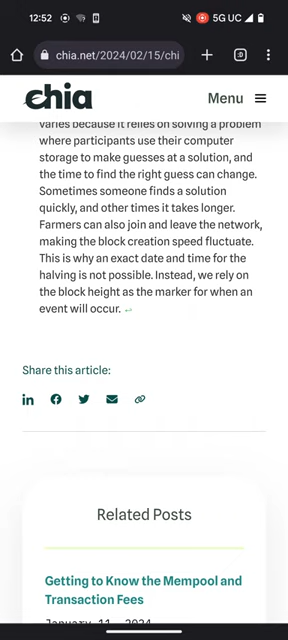 12:52
5G UC
chia.net/2024/02/15/chi
:D
chia
Menu
varies because it relies on solving a problem
where participants use their computer
storage to make guesses at a solution, and
the time to find the right guess can change.
Sometimes someone finds a solution
quickly, and other times it takes longer.
Farmers can also join and leave the network,
making the block creation speed fluctuate.
This is why an exact date and time for the
halving is not possible. Instead, we rely on
the block height as the marker for when an
event will occur. ↩
Share this article:
Related Posts
Getting to Know the Mempool and
Transaction Fees
January 11, 2024